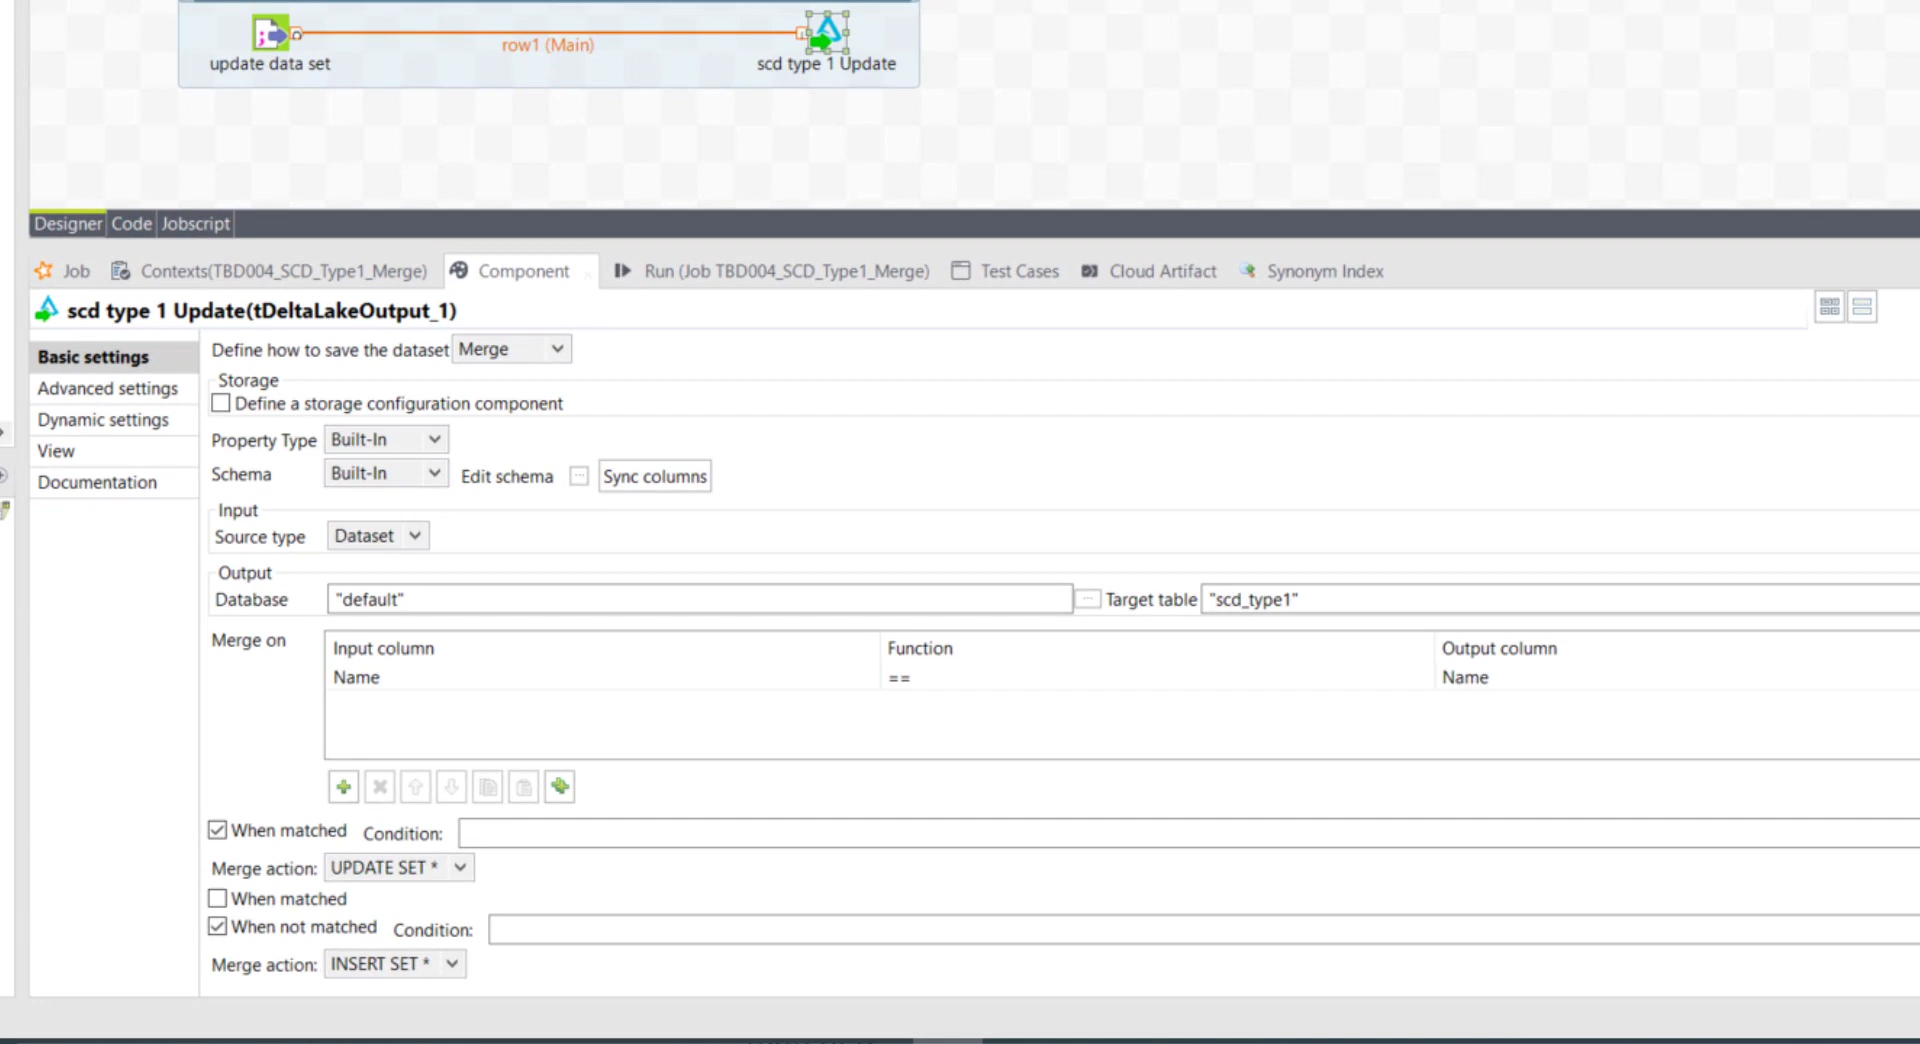 row1 (Main)
update data set
scd type 1 Update
Designer Code Jobscript
Job Contexts(TBD004_SCD_Type1_Merge) Component Run (Job TBD004_SCD_Type1_Merge) Test Cases Cloud Artifact Synonym Index
scd type 1 Update(tDeltaLakeOutput_1)
Basic settings
Advanced settings
Dynamic settings
View
Documentation
Define how to save the dataset Merge
Storage
Define a storage configuration component
Property Type Built-In
Schema Built-In Edit schema ... Sync columns
Input
Source type Dataset
Output
Database "default" ... Target table "scd_type1"
Merge on
Input column Function Output column
Name == Name
When matched Condition:
Merge action: UPDATE SET *
When matched
When not matched Condition:
Merge action: INSERT SET *